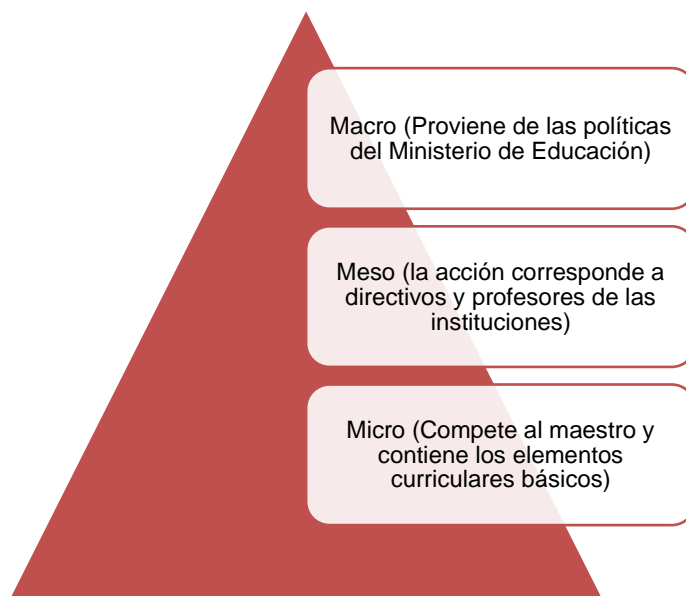 Macro (Proviene de las políticas
del Ministerio de Educación)
Meso (la acción corresponde a
directivos y profesores de las
instituciones)
Micro (Compete al maestro y
contiene los elementos
curriculares básicos)